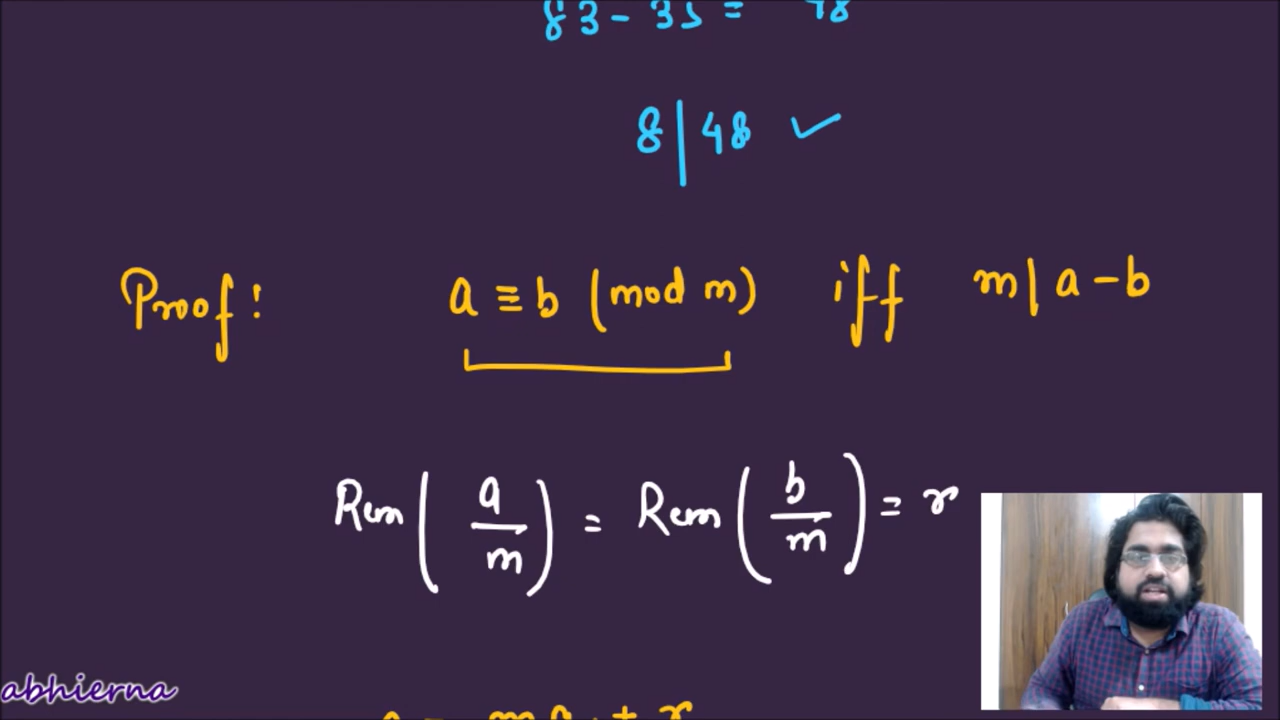 83 - 35 = 48
8 | 48 ✓
Proof: a ≡ b (mod m) iff m | a - b
Rem(a/m) = Rem(b/m) = r
abhierna